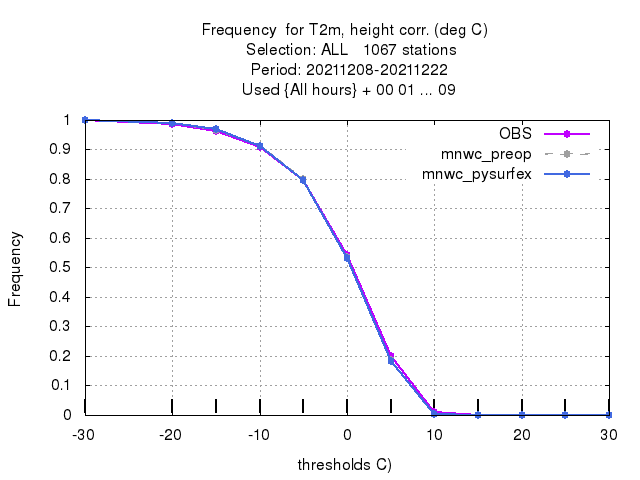 Frequency  for T2m, height corr. (deg C)
Selection: ALL   1067 stations
Period: 20211208-20211222
Used {All hours} + 00 01 ... 09
1
0.9
0.8
0.7
0.6
0.5
0.4
0.3
0.2
0.1
0
Frequency
OBS
mnwc_preop
mnwc_pysurfex
-30 -20 -10 0 10 20 30
thresholds C)